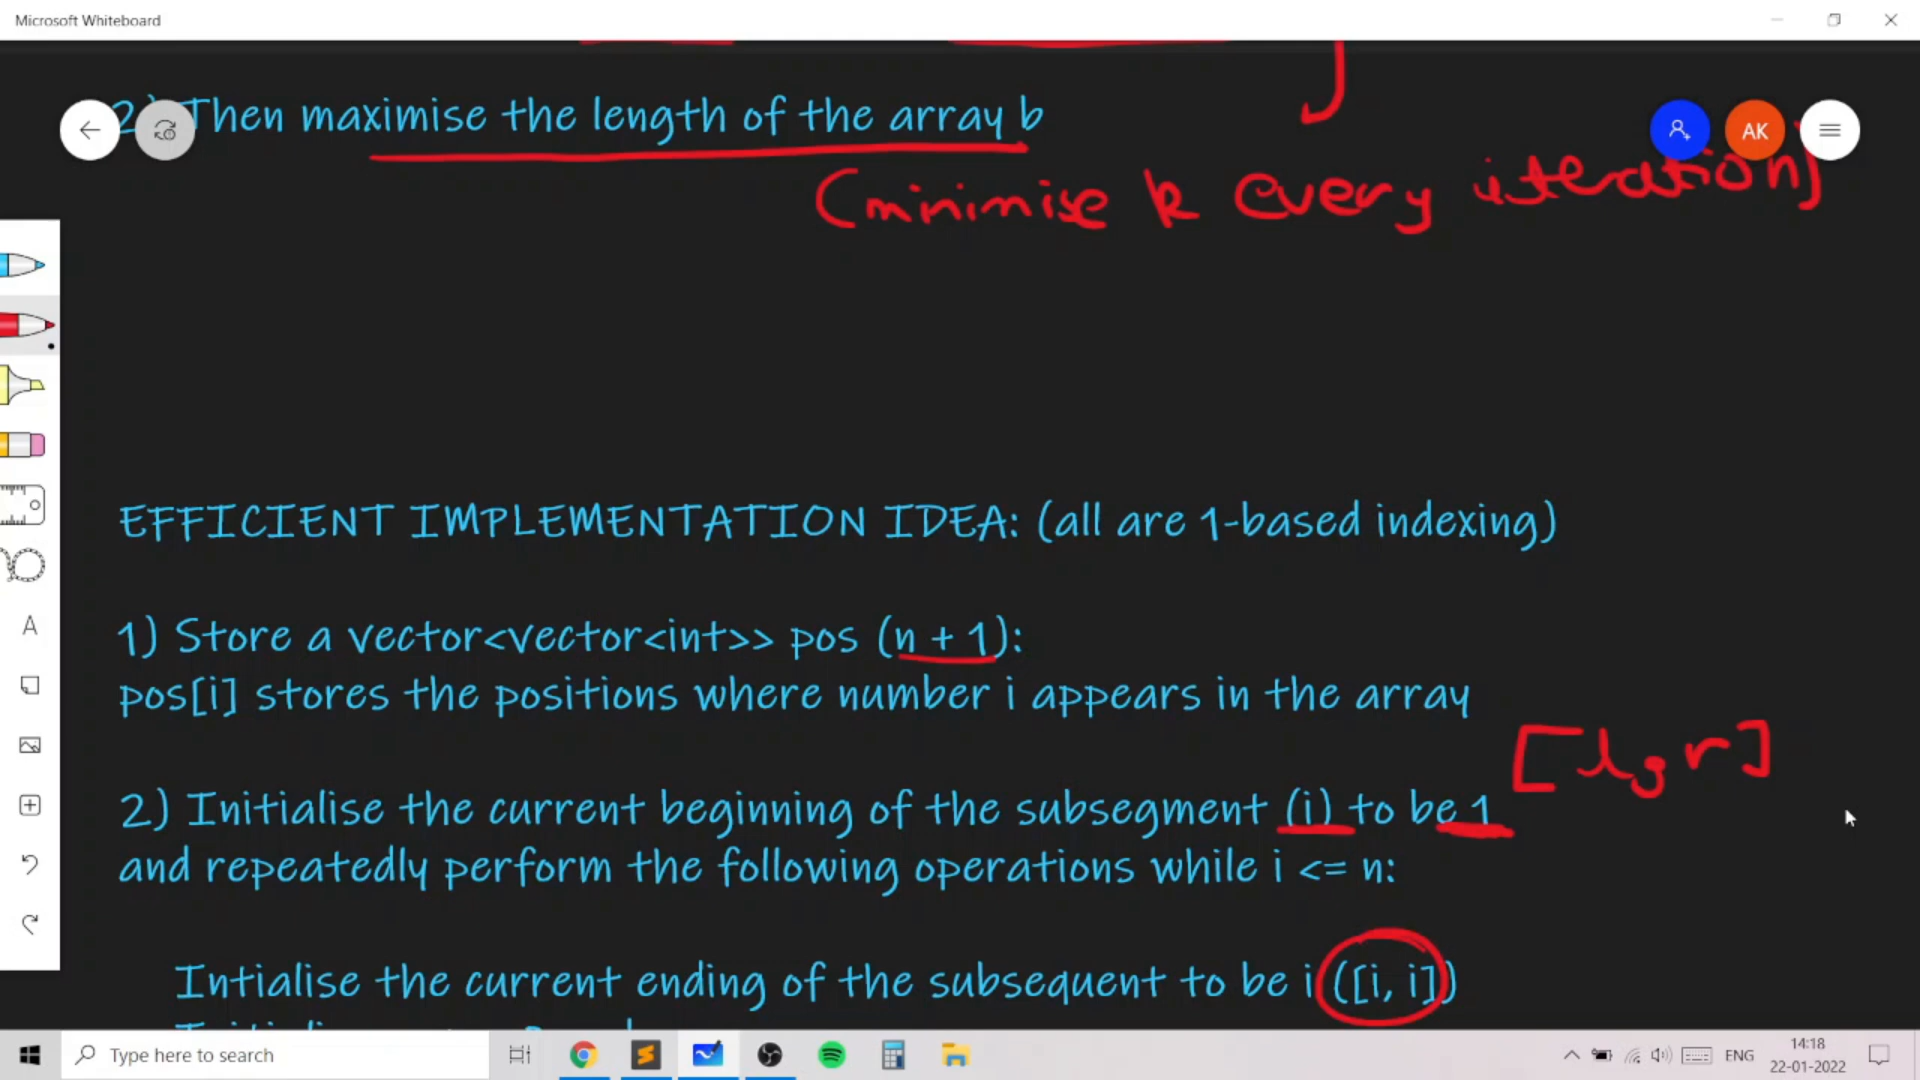 Microsoft Whiteboard
2) Then maximise the length of the array b
(minimise k every iteration)
AK
EFFICIENT IMPLEMENTATION IDEA: (all are 1-based indexing)
1) Store a vector<vector<int>> pos (n + 1):
pos[i] stores the positions where number i appears in the array
[l, r]
2) Initialise the current beginning of the subsegment (i) to be 1
and repeatedly perform the following operations while i <= n:
Intialise the current ending of the subsequent to be i ([i, i])
Type here to search
ENG
14:18
22-01-2022